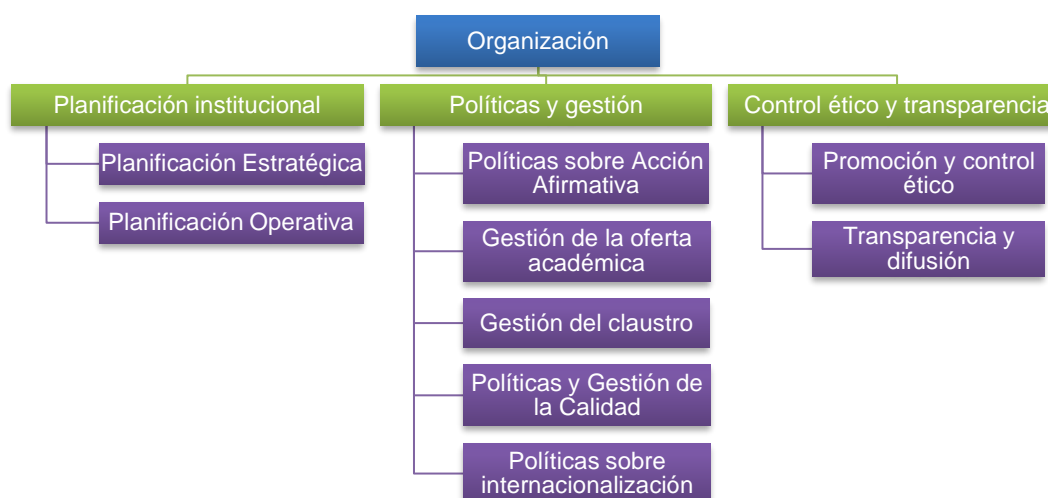 Organización
Planificación institucional
Planificación Estratégica
Planificación Operativa
Políticas y gestión
Políticas sobre Acción
Afirmativa
Gestión de la oferta
académica
Gestión del claustro
Políticas y Gestión de
la Calidad
Políticas sobre
internacionalización
Control ético y transparencia
Promoción y control
ético
Transparencia y
difusión